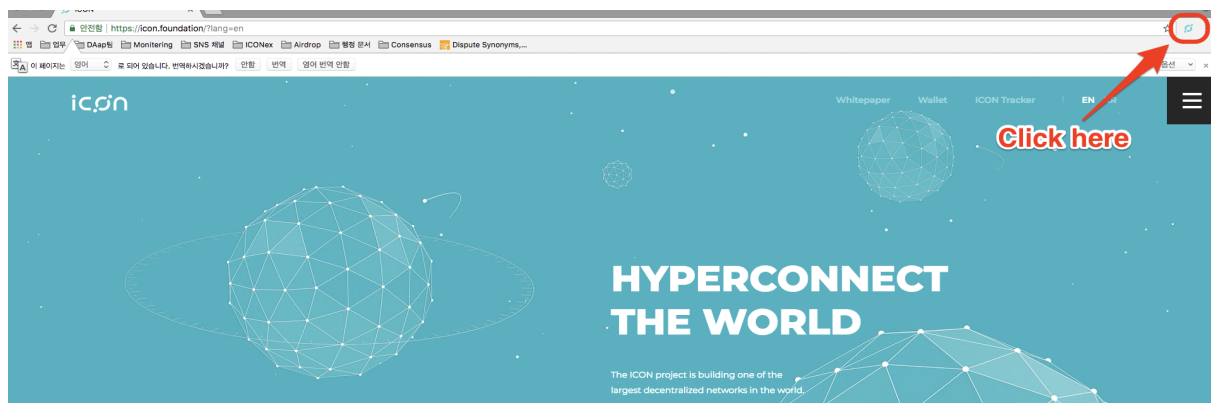 안전함 | https://icon.foundation/?lang=en
앱 업무 DAap팀 Monitering SNS 채널 ICONex Airdrop 행정 문서 Consensus Dispute Synonyms,...
이 페이지는 영어 로 되어 있습니다. 번역하시겠습니까? 안함 번역 영어 번역 안함 옵션
icon
Whitepaper Wallet ICON Tracker | EN
Click here
HYPERCONNECT
THE WORLD
The ICON project is building one of the
largest decentralized networks in the world.